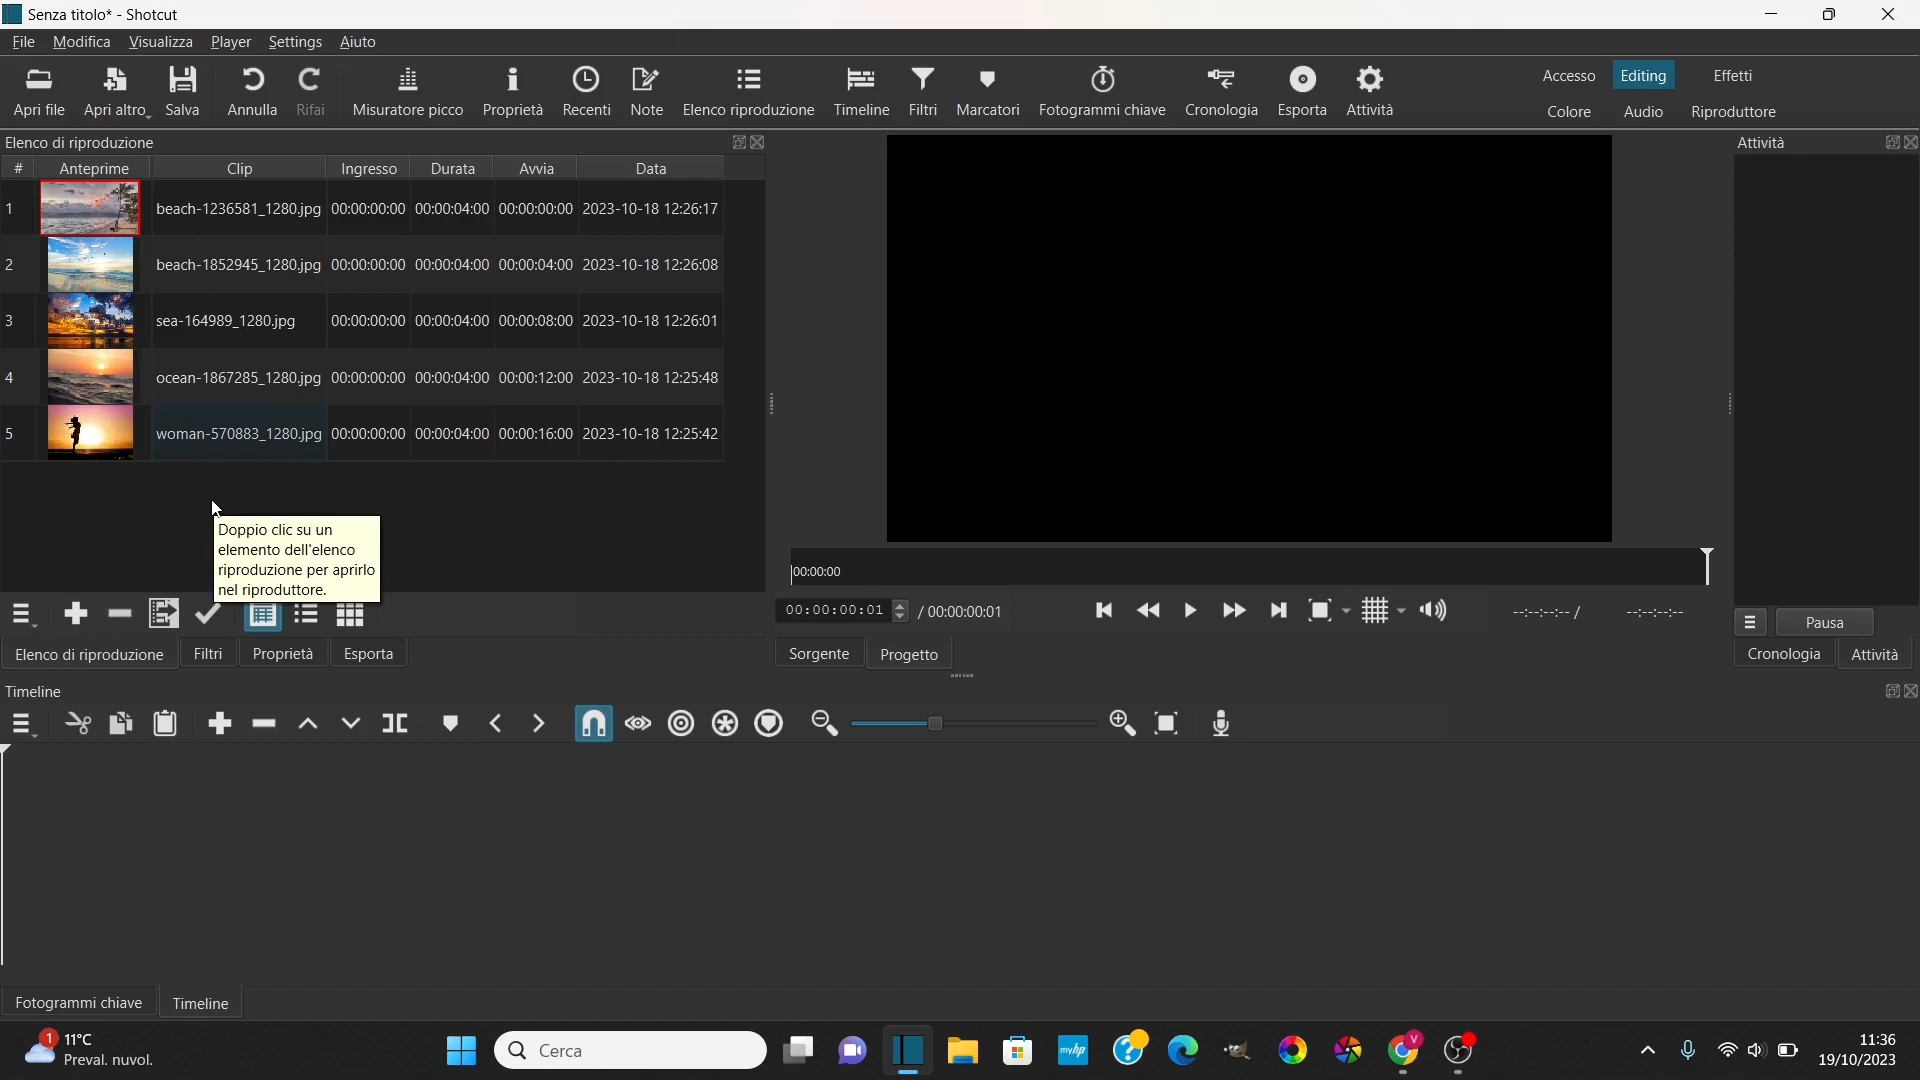 Senza titolo* - Shotcut
File Modifica Visualizza Player Settings Aiuto
Apri file Apri altro Salva Annulla Rifai Misuratore picco Proprietà Recenti Note Elenco riproduzione Timeline Filtri Marcatori Fotogrammi chiave Cronologia Esporta Attività
Accesso Editing Effetti
Colore Audio Riproduttore
Elenco di riproduzione
# Anteprime Clip Ingresso Durata Avvia Data
1 beach-1236581_1280.jpg 00:00:00:00 00:00:04:00 00:00:00:00 2023-10-18 12:26:17
2 beach-1852945_1280.jpg 00:00:00:00 00:00:04:00 00:00:04:00 2023-10-18 12:26:08
3 sea-164989_1280.jpg 00:00:00:00 00:00:04:00 00:00:08:00 2023-10-18 12:26:01
4 ocean-1867285_1280.jpg 00:00:00:00 00:00:04:00 00:00:12:00 2023-10-18 12:25:48
5 woman-570883_1280.jpg 00:00:00:00 00:00:04:00 00:00:16:00 2023-10-18 12:25:42
Doppio clic su un
elemento dell'elenco
riproduzione per aprirlo
nel riproduttore.
Elenco di riproduzione Filtri Proprietà Esporta
00:00:00
00:00:00:01 / 00:00:00:01 --:--:--:-- / --:--:--:--
Sorgente Progetto
Attività
Pausa
Cronologia Attività
Timeline
Fotogrammi chiave Timeline
1 11°C
Preval. nuvol.
Cerca
myhp
V
11:36
19/10/2023